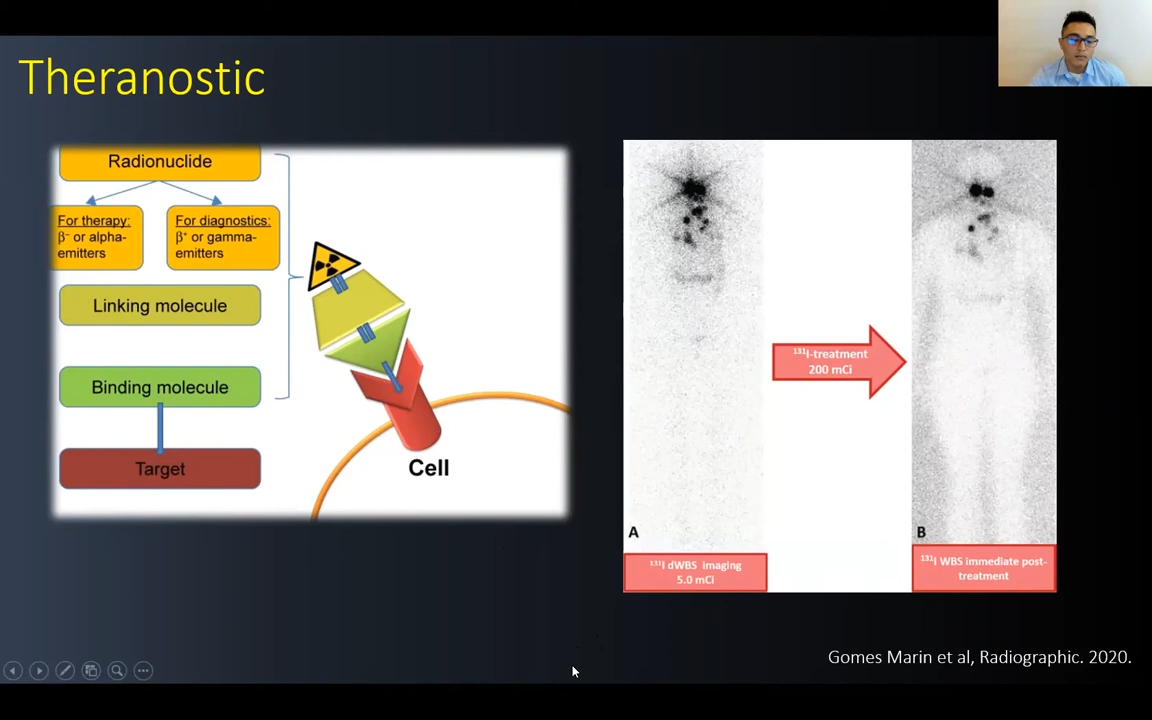 Theranostic
Radionuclide
For therapy:
β⁻ or alpha-
emitters
For diagnostics:
β⁺ or gamma-
emitters
Linking molecule
Binding molecule
Target
Cell
¹³¹I-treatment
200 mCi
A
B
¹³¹I dWBS imaging
5.0 mCi
¹³¹I WBS immediate post-
treatment
Gomes Marin et al, Radiographic. 2020.